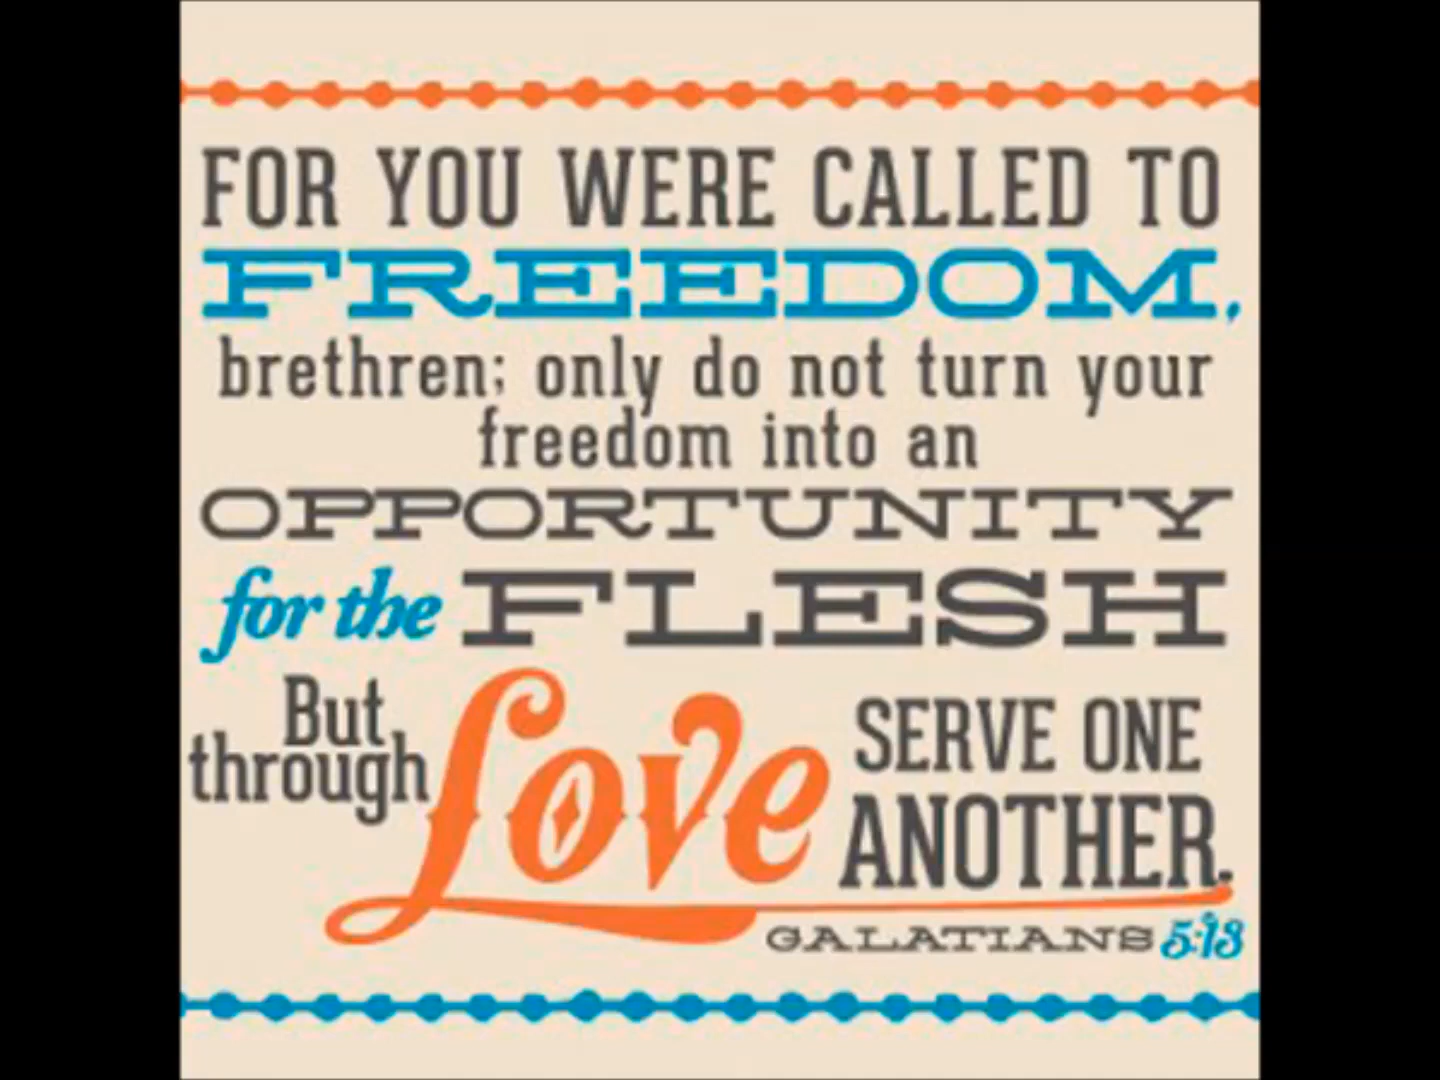 FOR YOU WERE CALLED TO
FREEDOM,
brethren; only do not turn your
freedom into an
OPPORTUNITY
for the FLESH
But through Love SERVE ONE ANOTHER.
GALATIANS 5:13